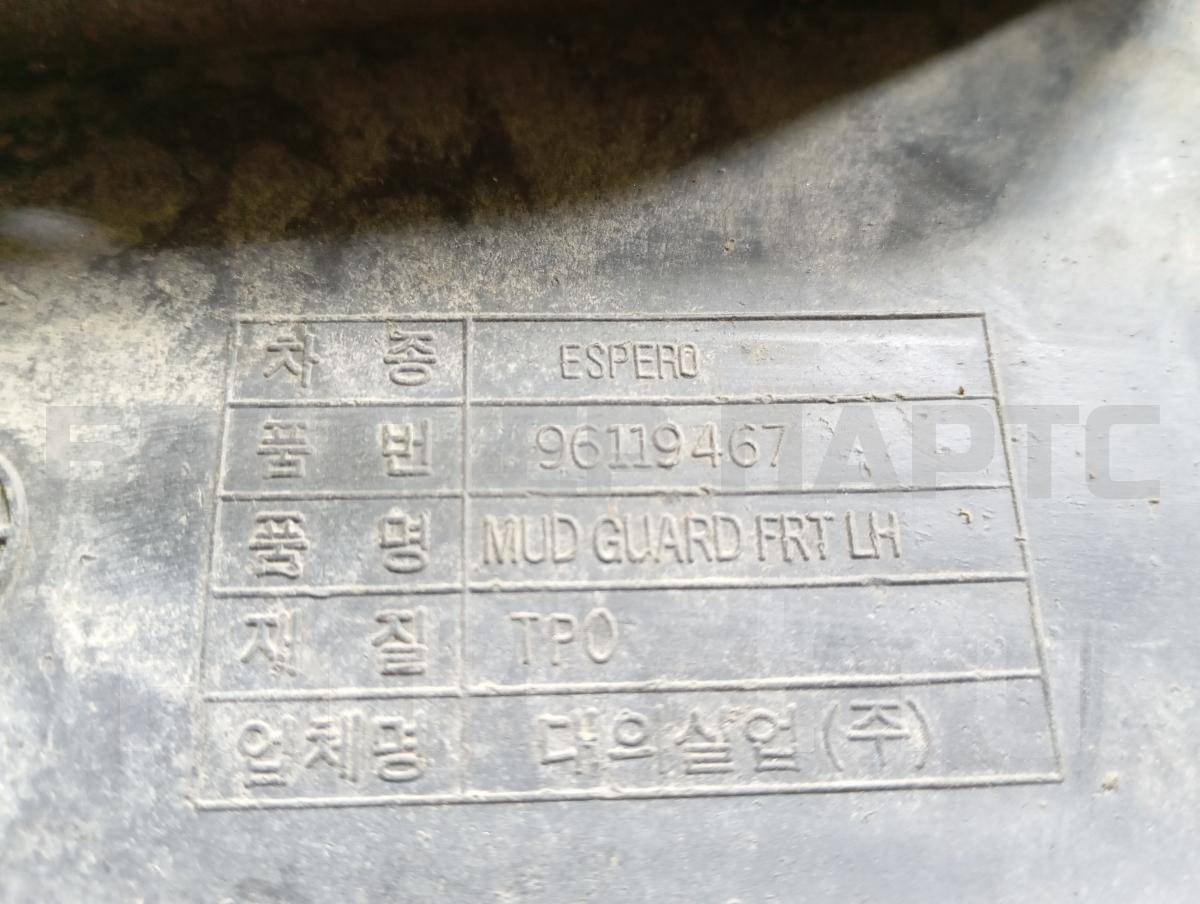 차 종 ESPERO
품 번 96119467
품 명 MUD GUARD FRT LH
재 질 TPO
업체명 대의실업(주)